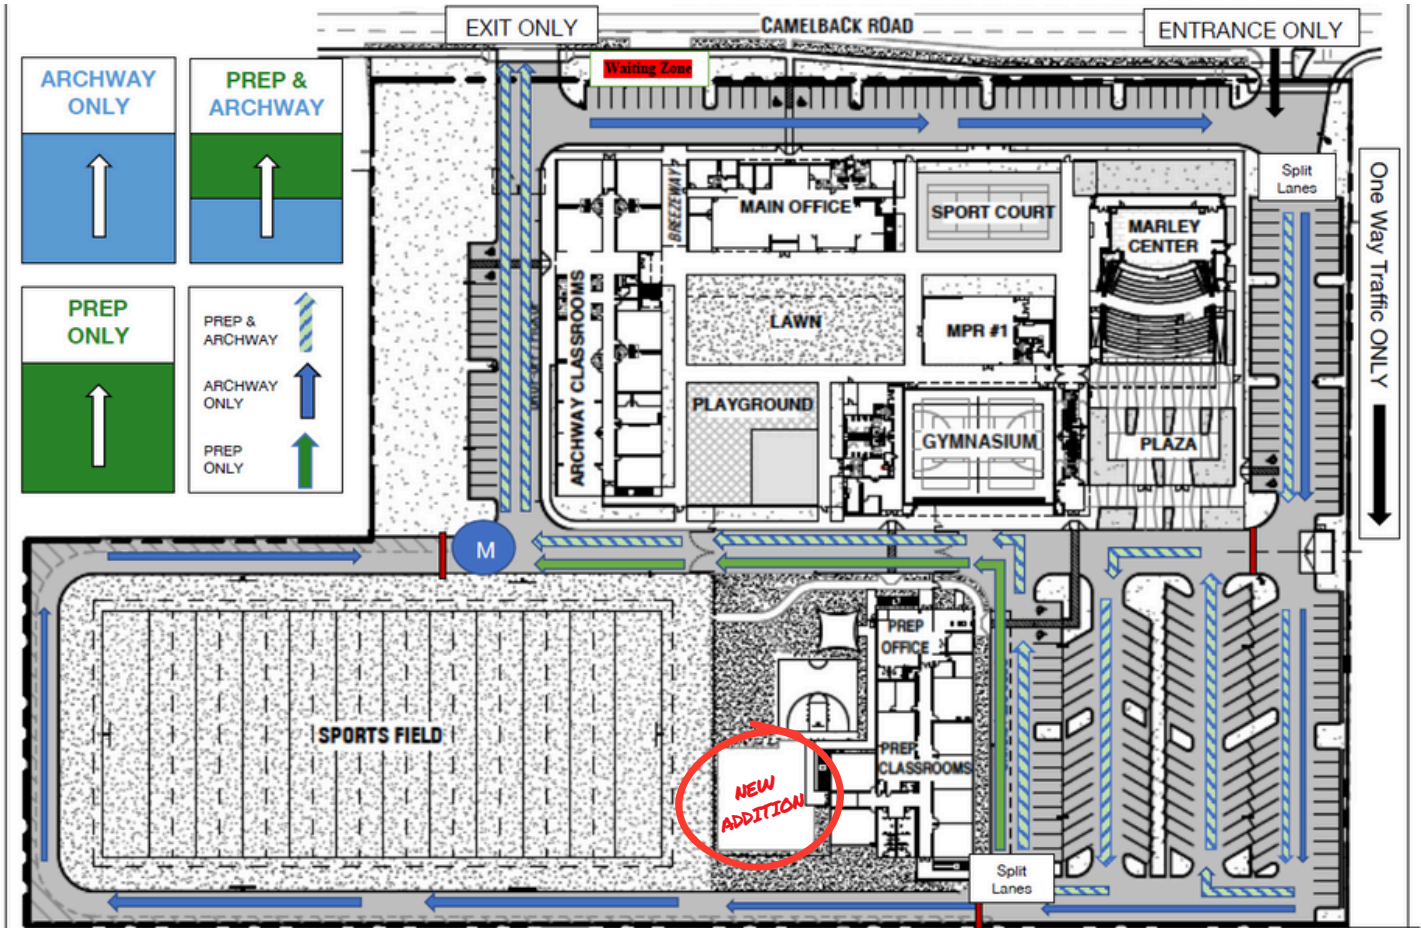 EXIT ONLY
CAMELBACK ROAD
ENTRANCE ONLY
Waiting Zone
ARCHWAY
ONLY
PREP &
ARCHWAY
PREP
ONLY
PREP &
ARCHWAY
ARCHWAY
ONLY
PREP
ONLY
Split
Lanes
One Way Traffic ONLY
BREEZEWAY
MAIN OFFICE
SPORT COURT
MARLEY
CENTER
ARCHWAY CLASSROOMS
LAWN
MPR #1
PLAYGROUND
GYMNASIUM
PLAZA
M
PREP
OFFICE
SPORTS FIELD
PREP
CLASSROOMS
NEW
ADDITION
Split
Lanes